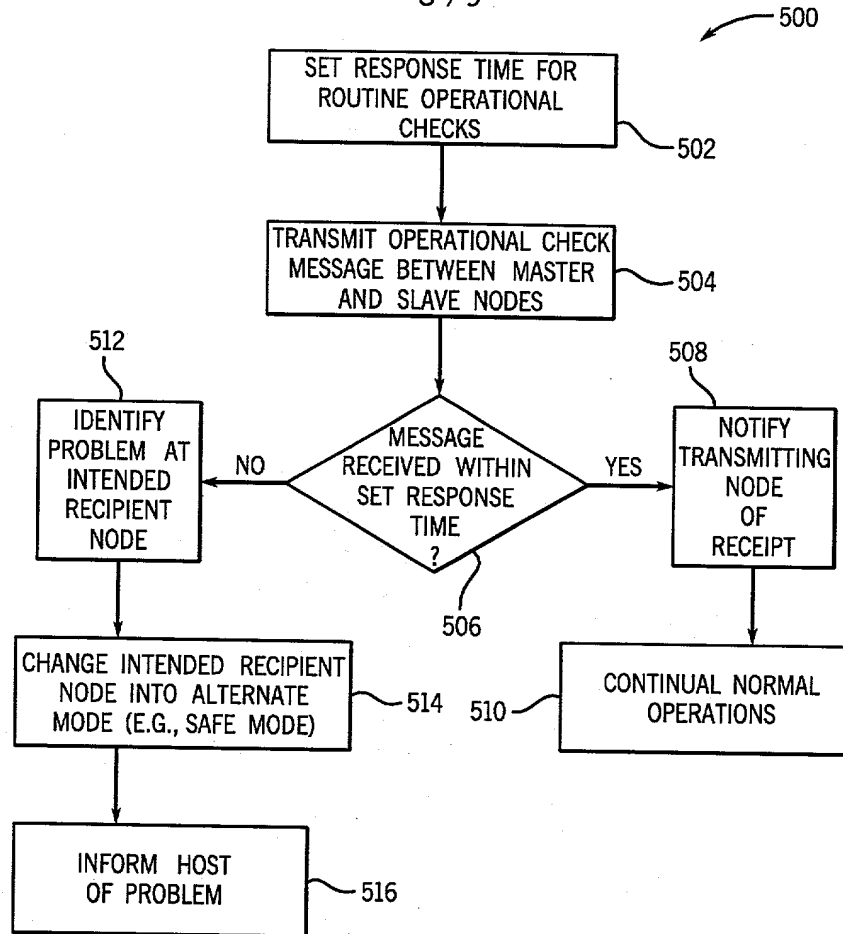 500
SET RESPONSE TIME FOR
ROUTINE OPERATIONAL
CHECKS
502
TRANSMIT OPERATIONAL CHECK
MESSAGE BETWEEN MASTER
AND SLAVE NODES
504
512
IDENTIFY
PROBLEM AT
INTENDED
RECIPIENT
NODE
NO
MESSAGE
RECEIVED WITHIN
SET RESPONSE
TIME
?
506
YES
508
NOTIFY
TRANSMITTING
NODE
OF
RECEIPT
CHANGE INTENDED RECIPIENT
NODE INTO ALTERNATE
MODE (E.G., SAFE MODE)
514
510
CONTINUAL NORMAL
OPERATIONS
INFORM HOST
OF PROBLEM
516